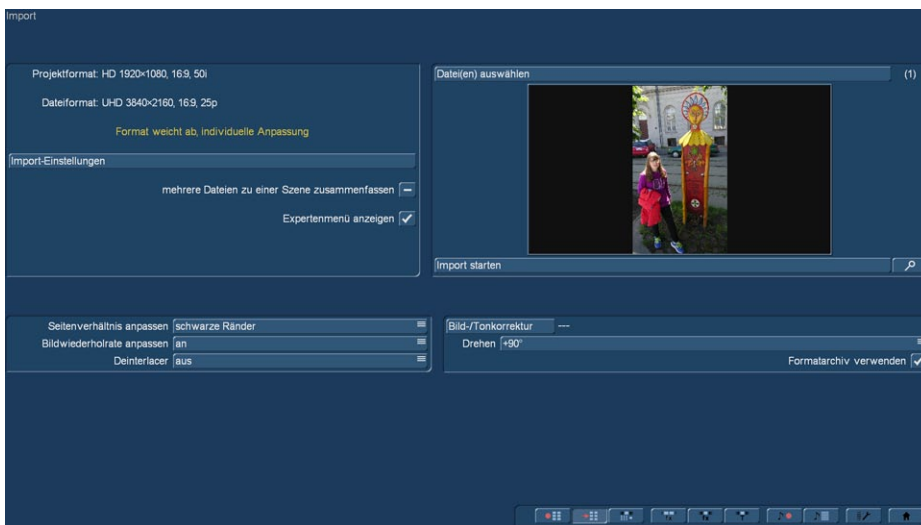 Import
Projektformat: HD 1920×1080, 16:9, 50i
Dateiformat: UHD 3840×2160, 16:9, 25p
Format weicht ab, individuelle Anpassung
Import-Einstellungen
mehrere Dateien zu einer Szene zusammenfassen
Expertenmenü anzeigen
Datei(en) auswählen (1)
Import starten
Seitenverhältnis anpassen schwarze Ränder
Bildwiederholrate anpassen an
Deinterlacer aus
Bild-/Tonkorrektur ---
Drehen +90°
Formatarchiv verwenden